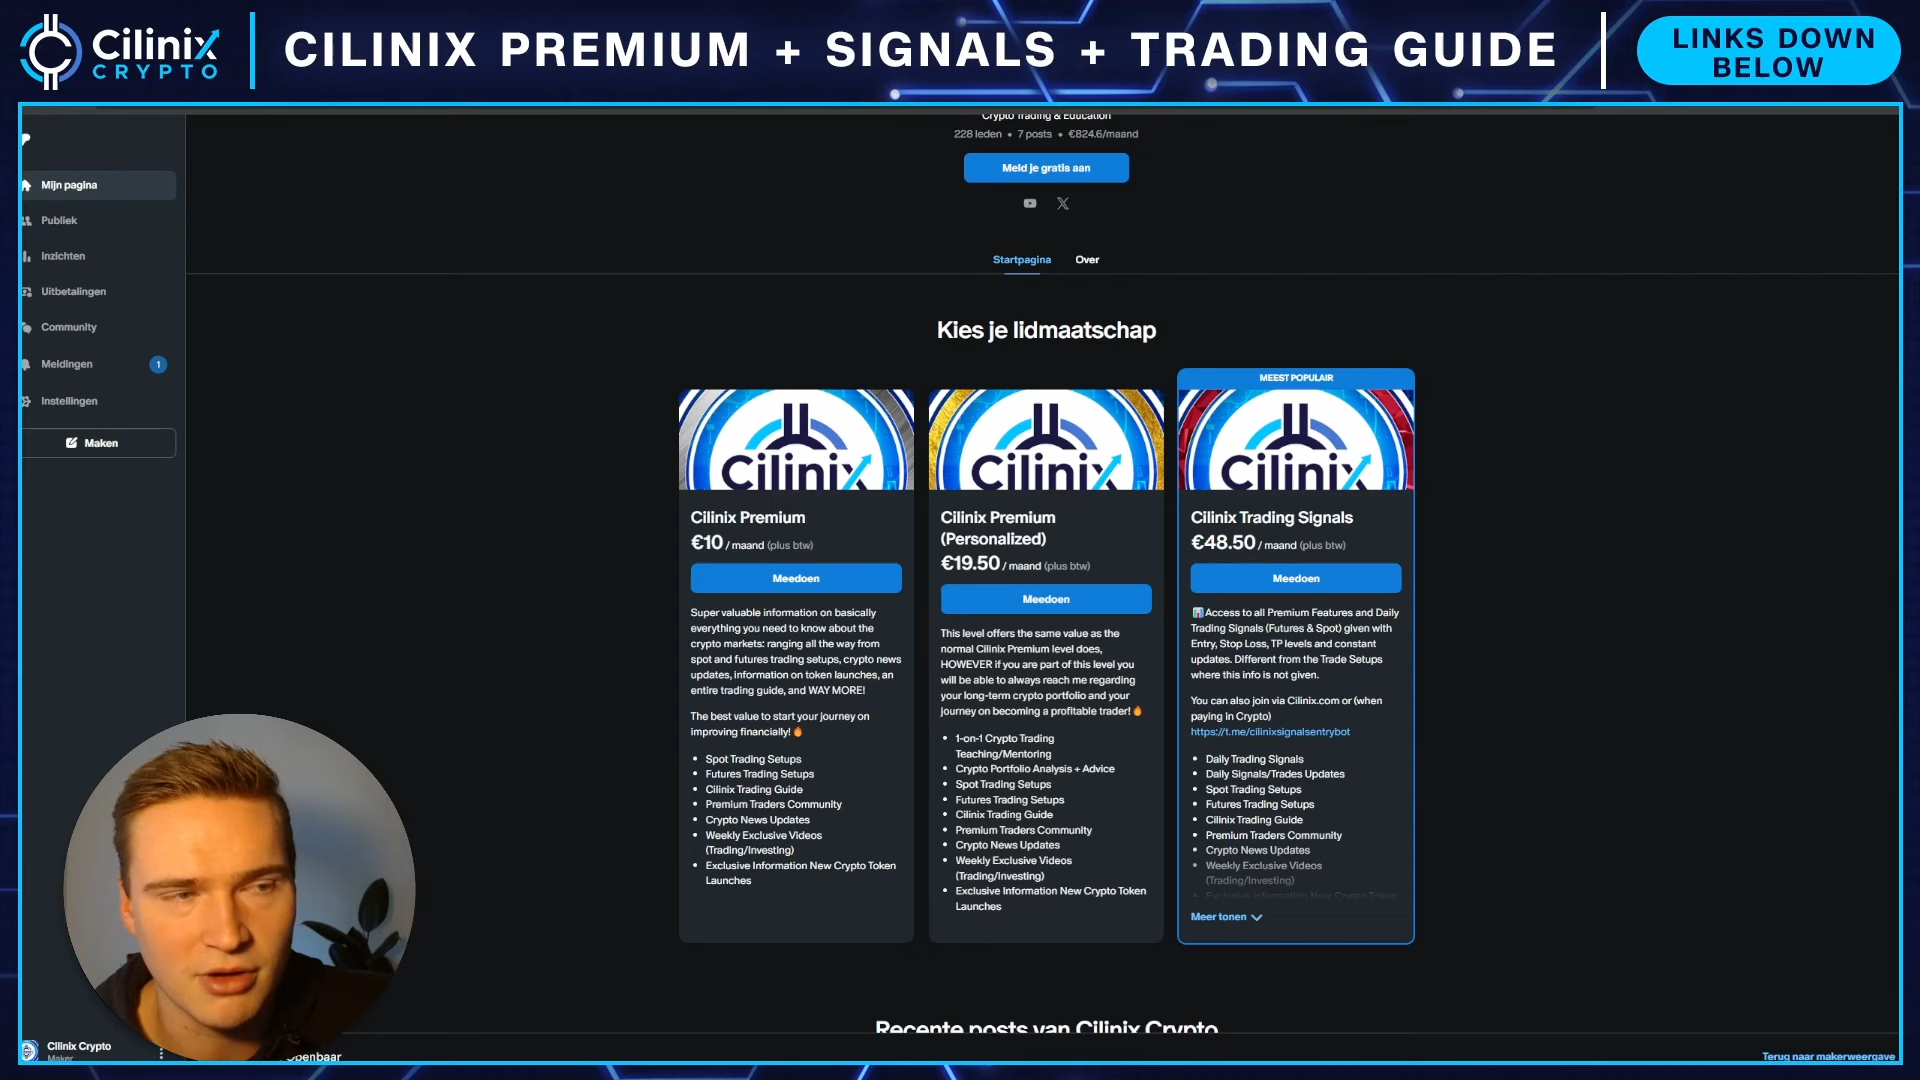 Cilinix
CRYPTO
CILINIX PREMIUM + SIGNALS + TRADING GUIDE
LINKS DOWN
BELOW
Crypto Trading & Education
228 leden • 7 posts • €824.6/maand
Meld je gratis aan
Mijn pagina
Publiek
Inzichten
Uitbetalingen
Community
Meldingen
1
Instellingen
Maken
Startpagina
Over
Kies je lidmaatschap
Cilinix
Cilinix Premium
€10 / maand (plus btw)
Meedoen
Super valuable information on basically
everything you need to know about the
crypto markets: ranging all the way from
spot and futures trading setups, crypto news
updates, information on token launches, an
entire trading guide, and WAY MORE!
The best value to start your journey on
improving financially!🔥
• Spot Trading Setups
• Futures Trading Setups
• Cilinix Trading Guide
• Premium Traders Community
• Crypto News Updates
• Weekly Exclusive Videos
(Trading/Investing)
• Exclusive Information New Crypto Token
Launches
Cilinix
Cilinix Premium
(Personalized)
€19.50 / maand (plus btw)
Meedoen
This level offers the same value as the
normal Cilinix Premium level does,
HOWEVER if you are part of this level you
will be able to always reach me regarding
your long-term crypto portfolio and your
journey on becoming a profitable trader!🔥
• 1-on-1 Crypto Trading
Teaching/Mentoring
• Crypto Portfolio Analysis + Advice
• Spot Trading Setups
• Futures Trading Setups
• Cilinix Trading Guide
• Premium Traders Community
• Crypto News Updates
• Weekly Exclusive Videos
(Trading/Investing)
• Exclusive Information New Crypto Token
Launches
MEEST POPULAIR
Cilinix
Cilinix Trading Signals
€48.50 / maand (plus btw)
Meedoen
📊Access to all Premium Features and Daily
Trading Signals (Futures & Spot) given with
Entry, Stop Loss, TP levels and constant
updates. Different from the Trade Setups
where this info is not given.
You can also join via Cilinix.com or (when
paying in Crypto)
https://t.me/cilinixsignalsentrybot
• Daily Trading Signals
• Daily Signals/Trades Updates
• Spot Trading Setups
• Futures Trading Setups
• Cilinix Trading Guide
• Premium Traders Community
• Crypto News Updates
• Weekly Exclusive Videos
(Trading/Investing)
• Exclusive Information New Crypto Token
Meer tonen
Recente posts van Cilinix Crypto
Cilinix Crypto
Maker
Openbaar
Terug naar makerweergave